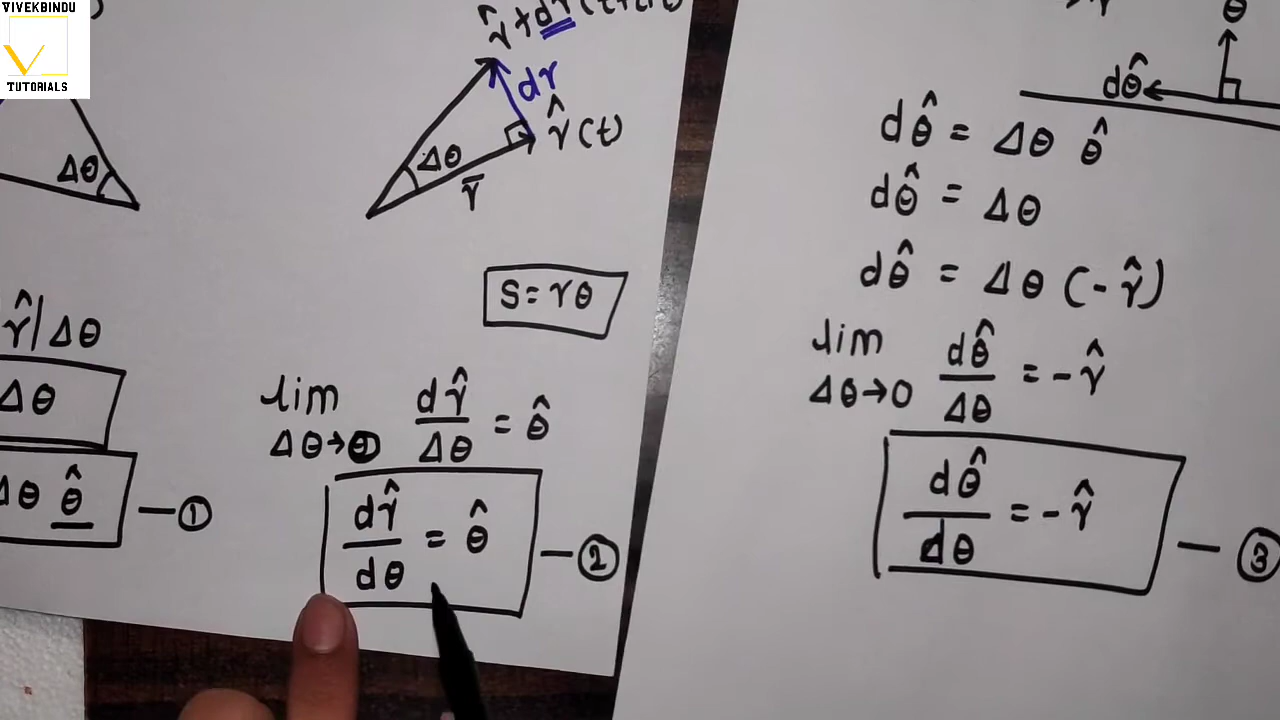 VIVEKBINDU
TUTORIALS
Δθ
dr
r̂(t)
Δθ
r̄
S = rθ
r̂|Δθ
Δθ
Δθ θ̂ — ①
lim Δθ→0 dr̂/Δθ = θ̂
dr̂/dθ = θ̂ — ②
θ̂
dθ̂
dθ̂ = Δθ θ̂
dθ̂ = Δθ
dθ̂ = Δθ (-r̂)
lim Δθ→0 dθ̂/Δθ = -r̂
dθ̂/dθ = -r̂ — ③